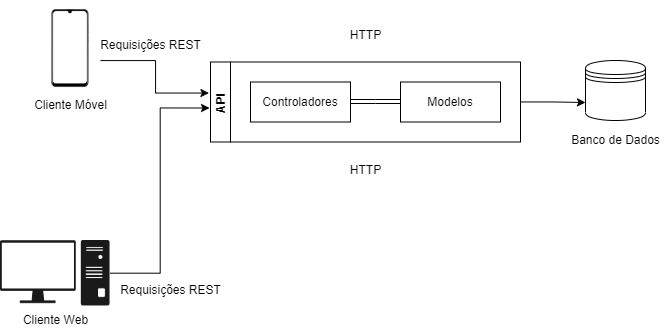 HTTP
Requisições REST
Cliente Móvel
API
Controladores
Modelos
Banco de Dados
HTTP
Requisições REST
Cliente Web